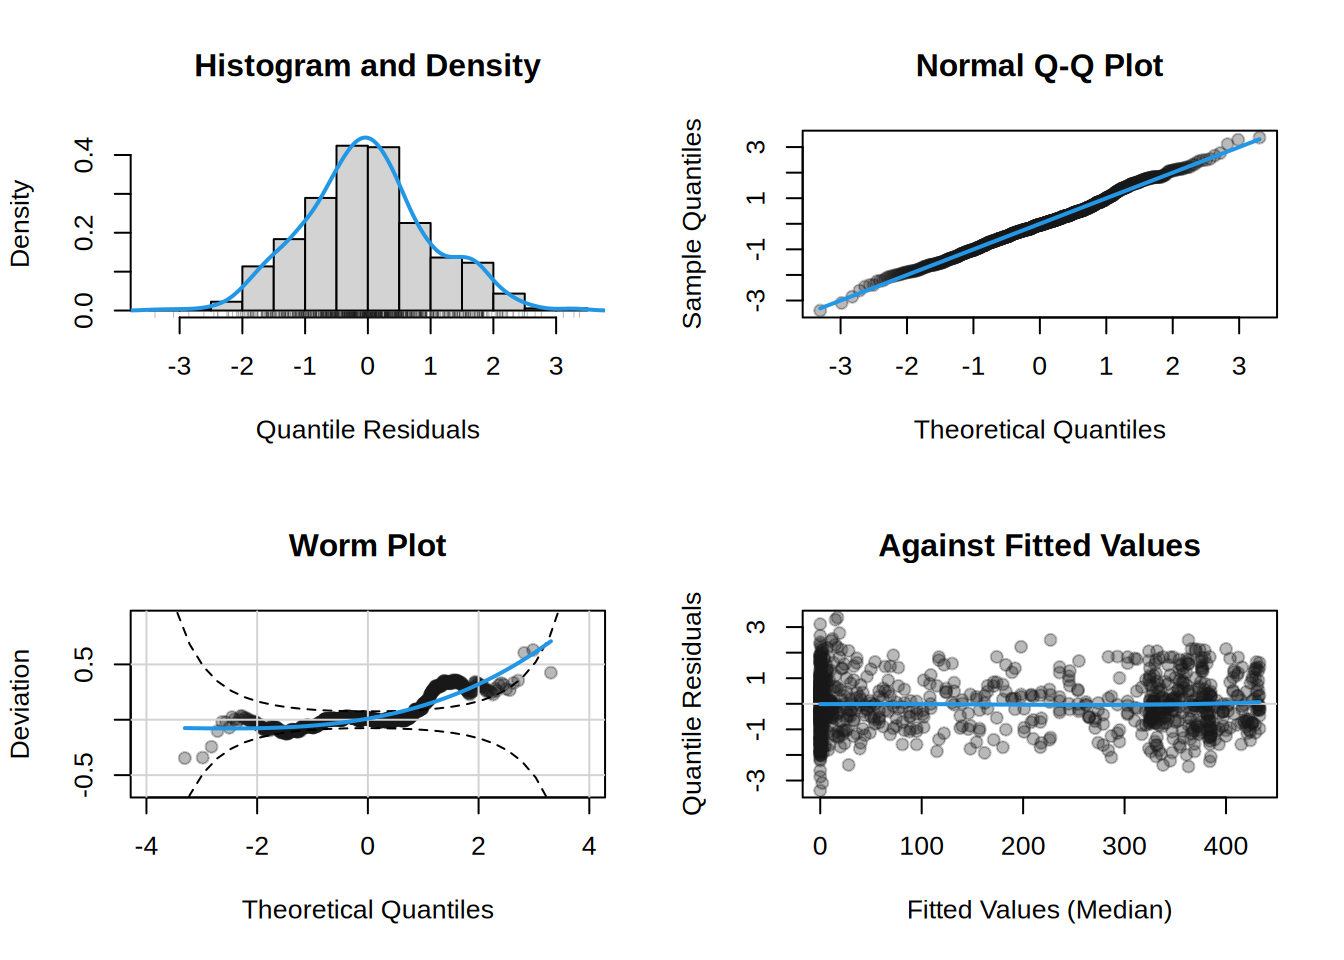 Histogram and Density
Density
0.0 0.2 0.4
-3 -2 -1 0 1 2 3
Quantile Residuals
Normal Q-Q Plot
Sample Quantiles
-3 -1 1 3
-3 -2 -1 0 1 2 3
Theoretical Quantiles
Worm Plot
Deviation
-0.5 0.5
-4 -2 0 2 4
Theoretical Quantiles
Against Fitted Values
Quantile Residuals
-3 -1 1 3
0 100 200 300 400
Fitted Values (Median)